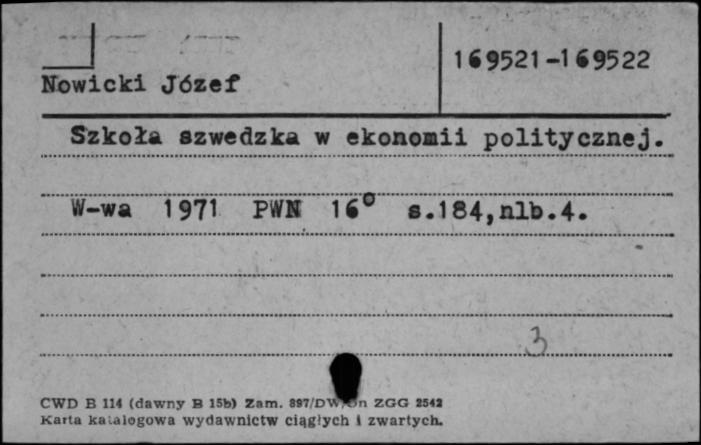 169521-169522
Nowicki Józef
Szkoła szwedzka w ekonomii politycznej.
W-wa 1971 PWN 16° s.184,nlb.4.
3
CWD B 114 (dawny B 15b) Zam. 897/DW/Dn ZGG 2542
Karta katalogowa wydawnictw ciągłych i zwartych.